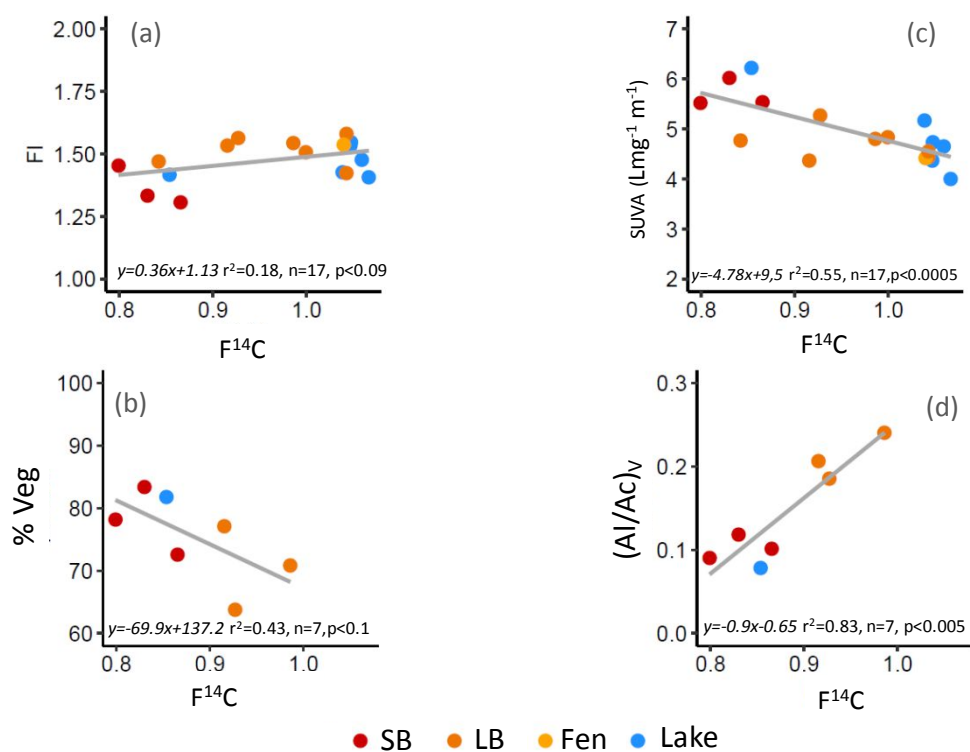 (a)
2.00
1.75
1.50
1.25
1.00
FI
y=0.36x+1.13 r²=0.18, n=17, p<0.09
0.8 0.9 1.0
F¹⁴C
(c)
7
6
5
4
3
2
SUVA (Lmg⁻¹ m⁻¹)
y=-4.78x+9,5 r²=0.55, n=17,p<0.0005
0.8 0.9 1.0
F¹⁴C
(b)
100
90
80
70
60
% Veg
y=-69.9x+137.2 r²=0.43, n=7,p<0.1
0.8 0.9 1.0
F¹⁴C
(d)
0.3
0.2
0.1
0.0
(Al/Ac)ᵥ
y=-0.9x-0.65 r²=0.83, n=7, p<0.005
0.8 0.9 1.0
F¹⁴C
SB LB Fen Lake